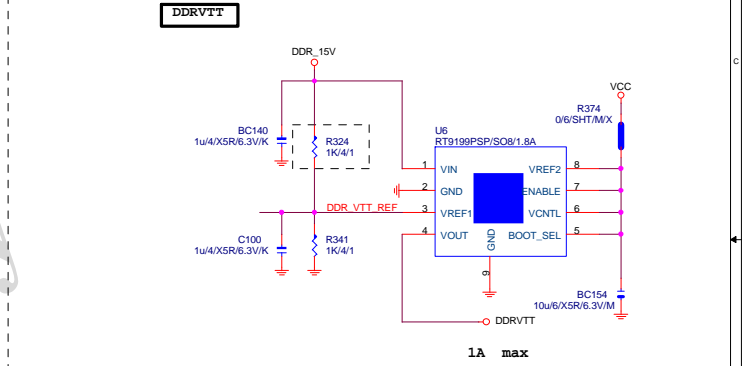 DDRVTT
DDR_15V
VCC
C
R374
0/6/SHT/M/X
BC140
1u/4/X5R/6.3V/K
R324
1K/4/1
U6
RT9199PSP/SO8/1.8A
1 VIN VREF2 8
2 GND ENABLE 7
DDR_VTT_REF 3 VREF1 VCNTL 6
4 VOUT BOOT_SEL 5
GND
9
C100
1u/4/X5R/6.3V/K
R341
1K/4/1
BC154
10u/6/X5R/6.3V/M
DDRVTT
1A max